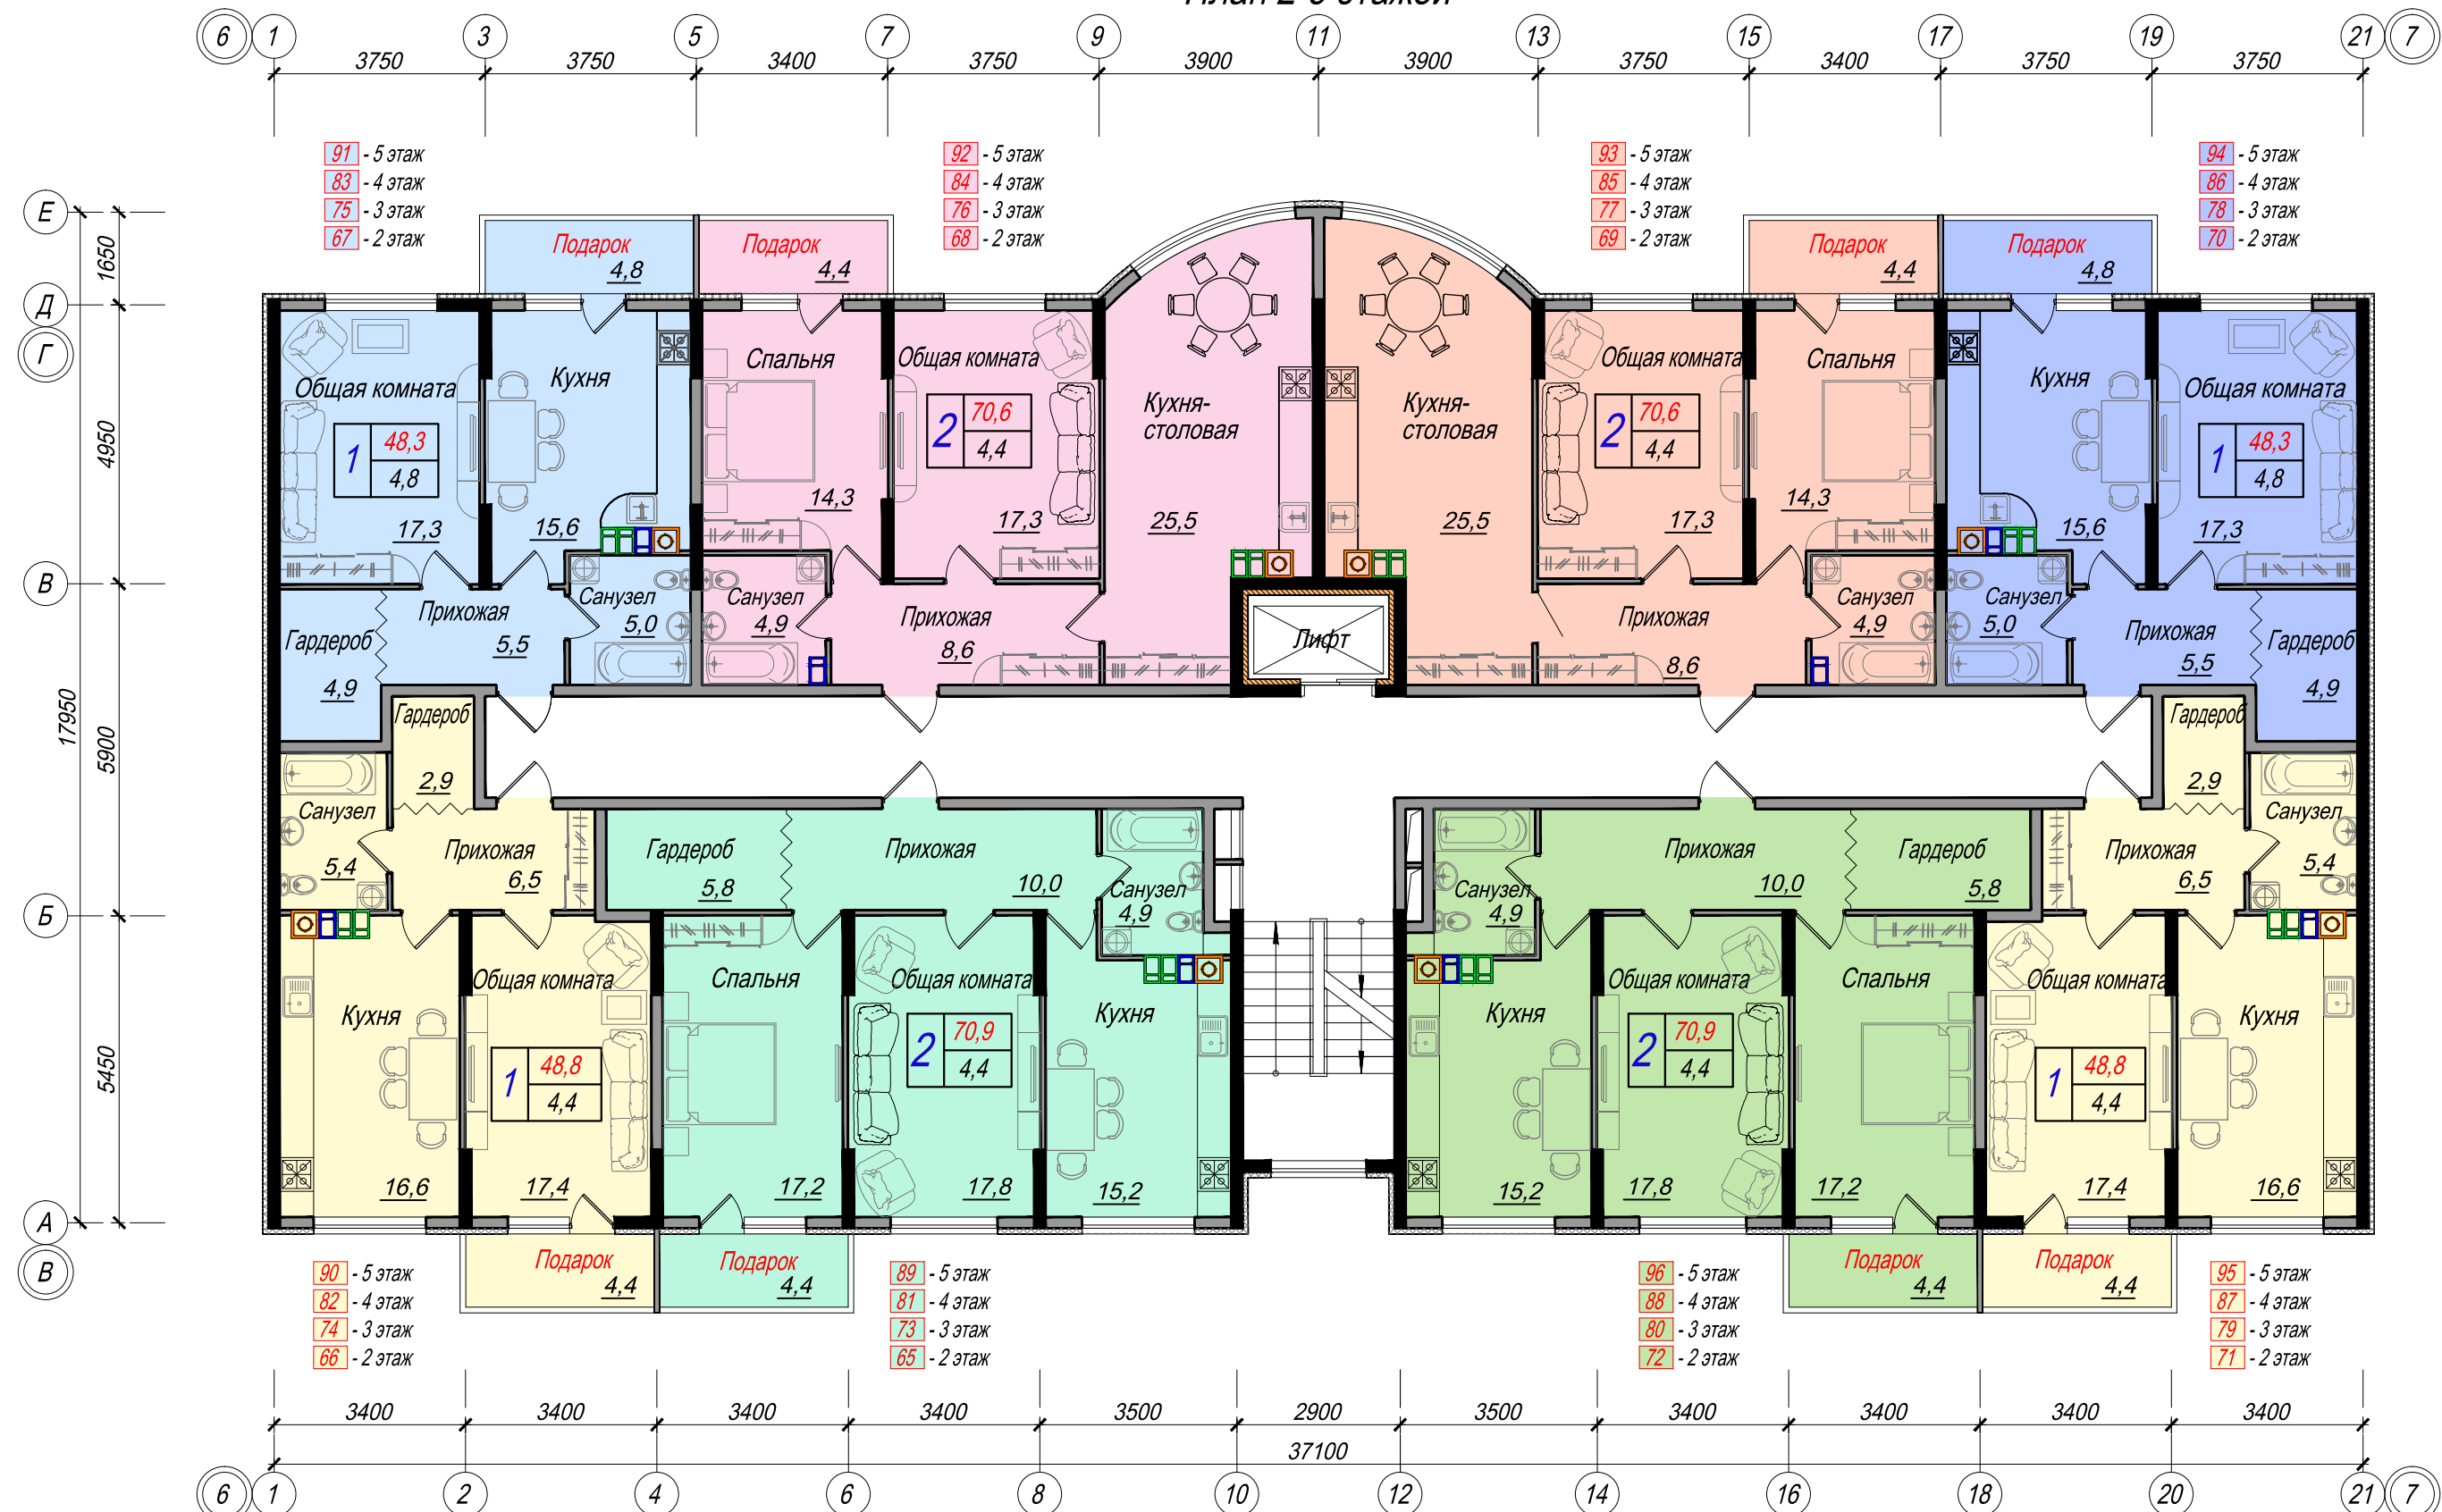 План 2-5 этажей
6 1 3 5 7 9 11 13 15 17 19 21 7
3750 3750 3400 3750 3900 3900 3750 3400 3750 3750
91 - 5 этаж
83 - 4 этаж
75 - 3 этаж
67 - 2 этаж
92 - 5 этаж
84 - 4 этаж
76 - 3 этаж
68 - 2 этаж
93 - 5 этаж
85 - 4 этаж
77 - 3 этаж
69 - 2 этаж
94 - 5 этаж
86 - 4 этаж
78 - 3 этаж
70 - 2 этаж
Е
Д
Г
В
Б
А
В
1650
4950
5900
5450
17950
Подарок
4,8
Общая комната
1 48,3
4,8
17,3
Кухня
15,6
Прихожая
5,5
Санузел
5,0
Гардероб
4,9
Подарок
4,4
Спальня
14,3
Общая комната
2 70,6
4,4
17,3
Кухня-
столовая
25,5
Санузел
4,9
Прихожая
8,6
Лифт
Кухня-
столовая
25,5
Общая комната
2 70,6
4,4
17,3
Подарок
4,4
Спальня
14,3
Прихожая
8,6
Санузел
4,9
Подарок
4,8
Кухня
15,6
Общая комната
1 48,3
4,8
17,3
Санузел
5,0
Прихожая
5,5
Гардероб
4,9
Гардероб
2,9
Санузел
5,4
Прихожая
6,5
Кухня
16,6
Общая комната
1 48,8
4,4
17,4
Подарок
4,4
Гардероб
5,8
Прихожая
10,0
Санузел
4,9
Спальня
17,2
Общая комната
2 70,9
4,4
17,8
Кухня
15,2
Подарок
4,4
Санузел
4,9
Прихожая
10,0
Гардероб
5,8
Кухня
15,2
Общая комната
2 70,9
4,4
17,8
Спальня
17,2
Подарок
4,4
Гардероб
2,9
Прихожая
6,5
Санузел
5,4
Общая комната
1 48,8
4,4
17,4
Кухня
16,6
Подарок
4,4
90 - 5 этаж
82 - 4 этаж
74 - 3 этаж
66 - 2 этаж
89 - 5 этаж
81 - 4 этаж
73 - 3 этаж
65 - 2 этаж
96 - 5 этаж
88 - 4 этаж
80 - 3 этаж
72 - 2 этаж
95 - 5 этаж
87 - 4 этаж
79 - 3 этаж
71 - 2 этаж
3400 3400 3400 3400 3500 2900 3500 3400 3400 3400 3400
37100
6 1 2 4 6 8 10 12 14 16 18 20 21 7